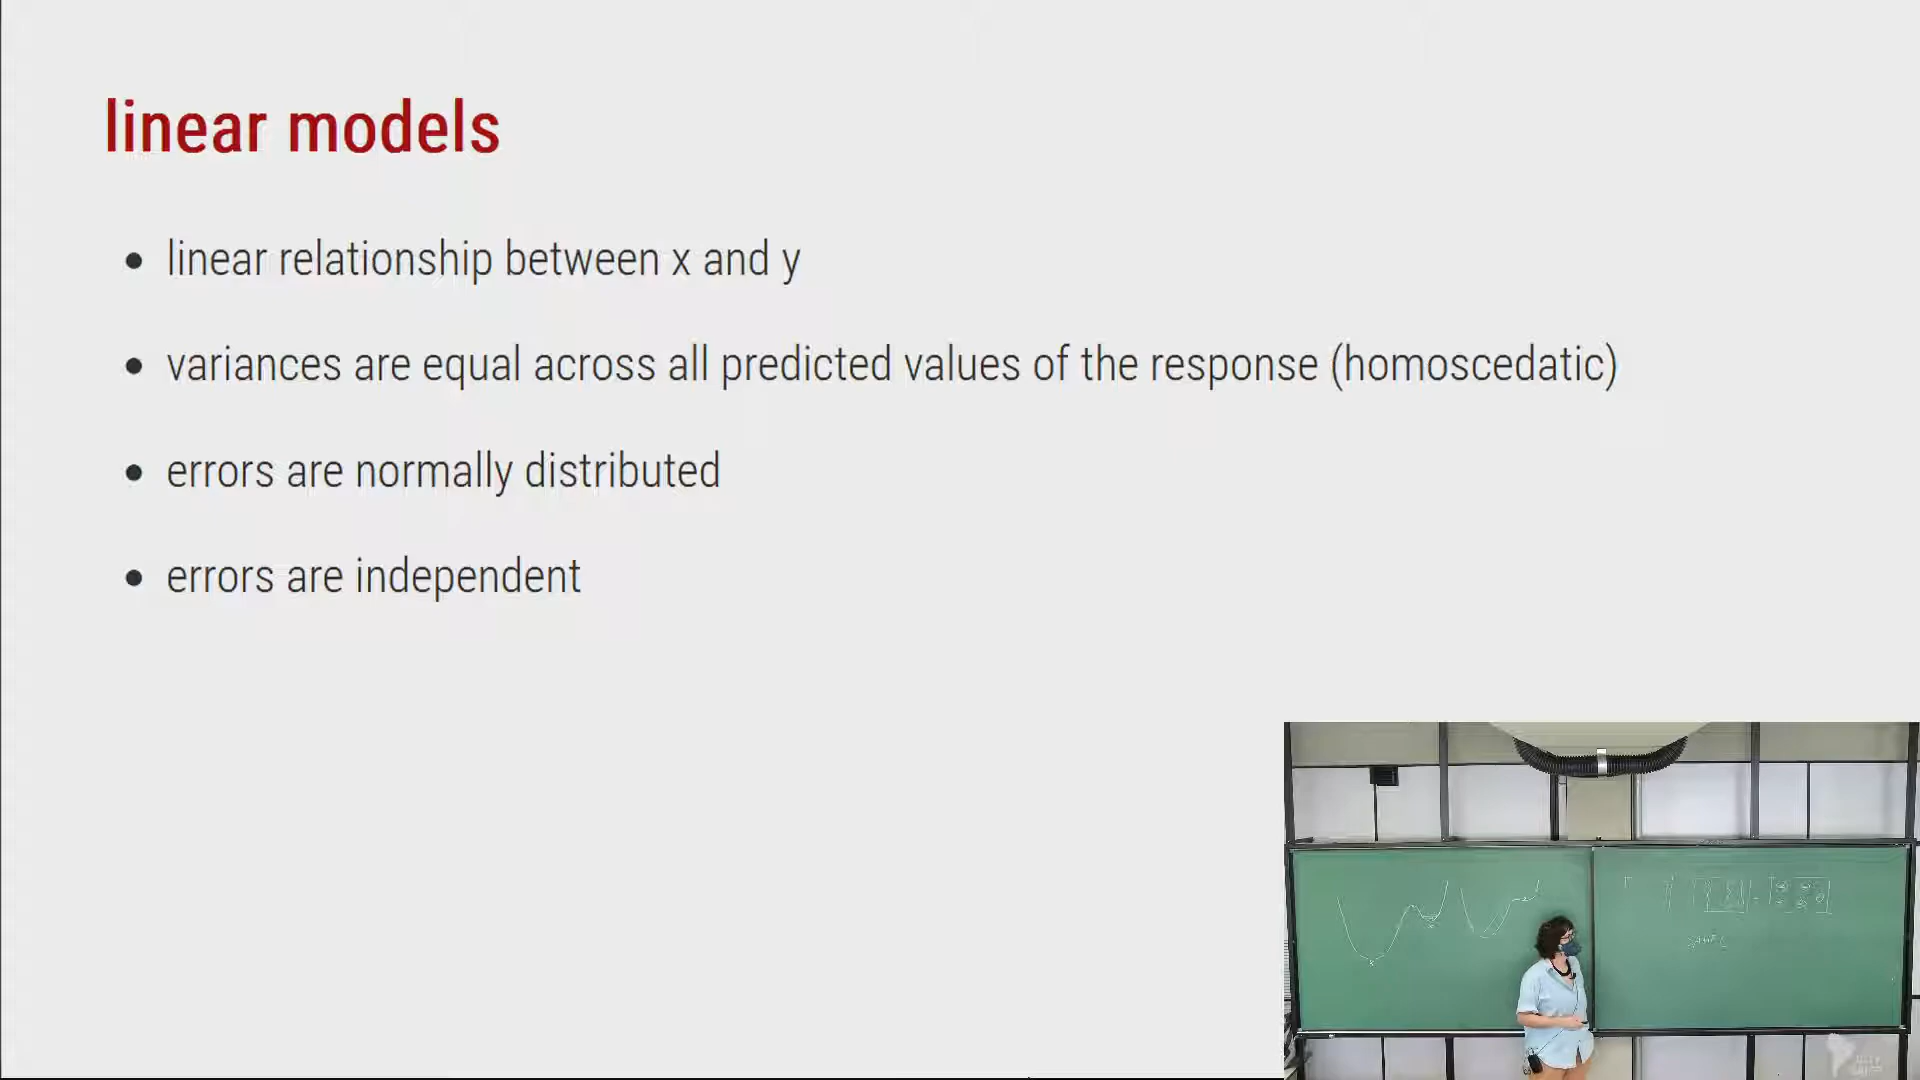 linear models
linear relationship between x and y
variances are equal across all predicted values of the response (homoscedatic)
errors are normally distributed
errors are independent